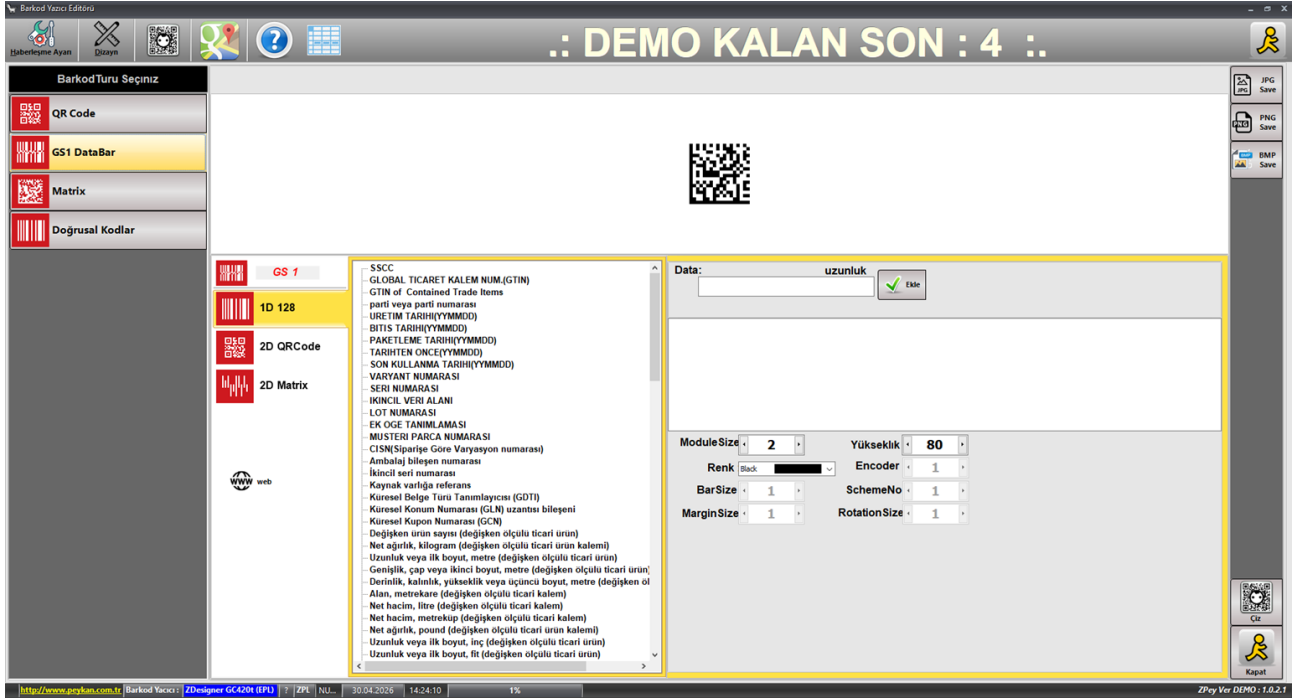 Barkod Yazıcı Editörü
Haberleşme Ayarı
Dizayn
.: DEMO KALAN SON : 4 :.
Barkod Turu Seçınız
QR Code
GS1 DataBar
Matrix
Doğrusal Kodlar
JPG Save
PNG Save
BMP Save
GS 1
1D 128
2D QRCode
2D Matrix
www web
SSCC
GLOBAL TICARET KALEM NUM.(GTIN)
GTIN of Contained Trade Items
parti veya parti numarası
URETIM TARIHI(YYMMDD)
BITIS TARIHI(YYMMDD)
PAKETLEME TARIHI(YYMMDD)
TARIHTEN ONCE(YYMMDD)
SON KULLANMA TARIHI(YYMMDD)
VARYANT NUMARASI
SERI NUMARASI
IKINCIL VERI ALANI
LOT NUMARASI
EK OGE TANIMLAMASI
MUSTERI PARCA NUMARASI
CISN(Siparişe Göre Varyasyon numarası)
Ambalaj bileşen numarası
İkincil seri numarası
Kaynak varlığa referans
Küresel Belge Türü Tanımlayıcısı (GDTI)
Küresel Konum Numarası (GLN) uzantısı bileşeni
Küresel Kupon Numarası (GCN)
Değişken ürün sayısı (değişken ölçülü ticari ürün)
Net ağırlık, kilogram (değişken ölçülü ticari ürün kalemi)
Uzunluk veya ilk boyut, metre (değişken ölçülü ticari ürün)
Genişlik, çap veya ikinci boyut, metre (değişken ölçülü ticari ürün)
Derinlik, kalınlık, yükseklik veya üçüncü boyut, metre (değişken öl
Alan, metrekare (değişken ölçülü ticari kalem)
Net hacim, litre (değişken ölçülü ticari kalem)
Net hacim, metreküp (değişken ölçülü ticari kalem)
Net ağırlık, pound (değişken ölçülü ticari ürün kalemi)
Uzunluk veya ilk boyut, inç (değişken ölçülü ticari ürün)
Uzunluk veya ilk boyut, fit (değişken ölçülü ticari ürün)
Data: uzunluk
Ekle
ModuleSize 2 Yükseklık 80
Renk Black Encoder 1
BarSize 1 SchemeNo 1
MarginSize 1 RotationSize 1
Çiz
Kapat
http://www.peykan.com.tr Barkod Yacıcı : ZDesigner GC420t (EPL) ? ZPL NU... 30.04.2026 14:24:10 1% ZPey Ver DEMO : 1.0.2.1